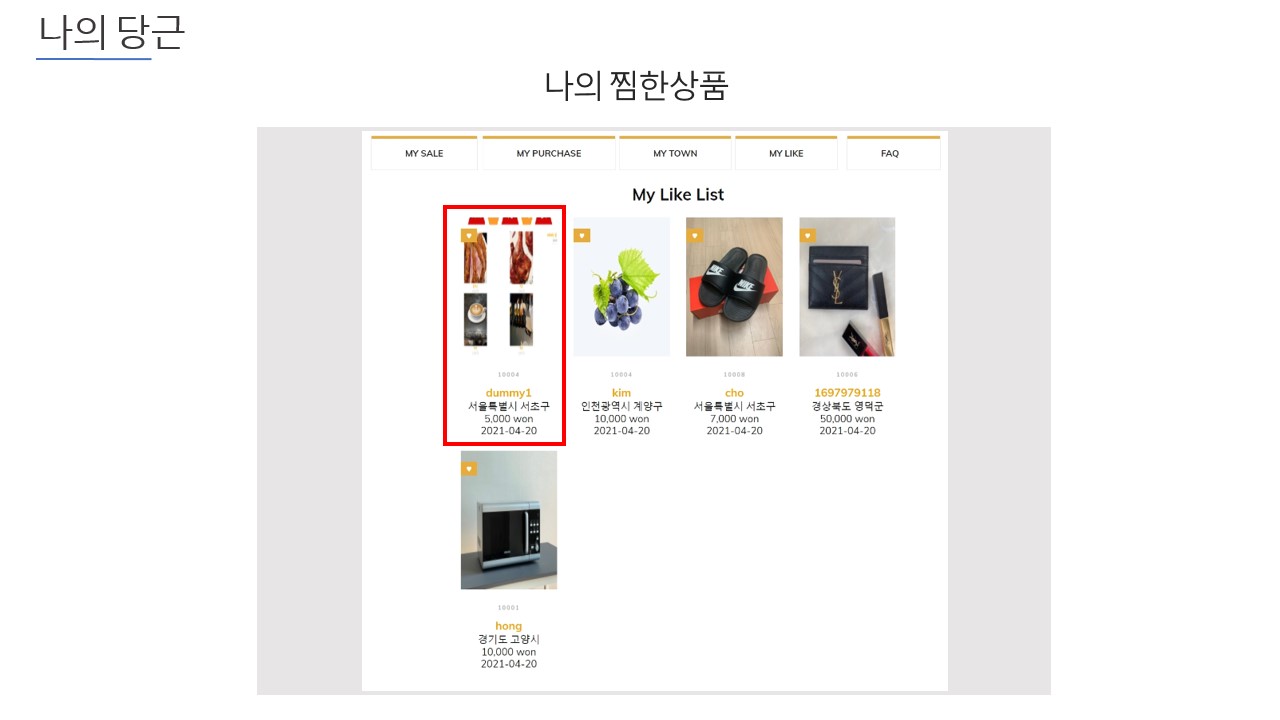 나의 당근
나의 찜한상품
MY SALE
MY PURCHASE
MY TOWN
MY LIKE
FAQ
My Like List
10004
dummy1
서울특별시 서초구
5,000 won
2021-04-20
10004
kim
인천광역시 계양구
10,000 won
2021-04-20
NIKE
NIKE
10008
cho
서울특별시 서초구
7,000 won
2021-04-20
YSL
10006
1697979118
경상북도 영덕군
50,000 won
2021-04-20
10001
hong
경기도 고양시
10,000 won
2021-04-20